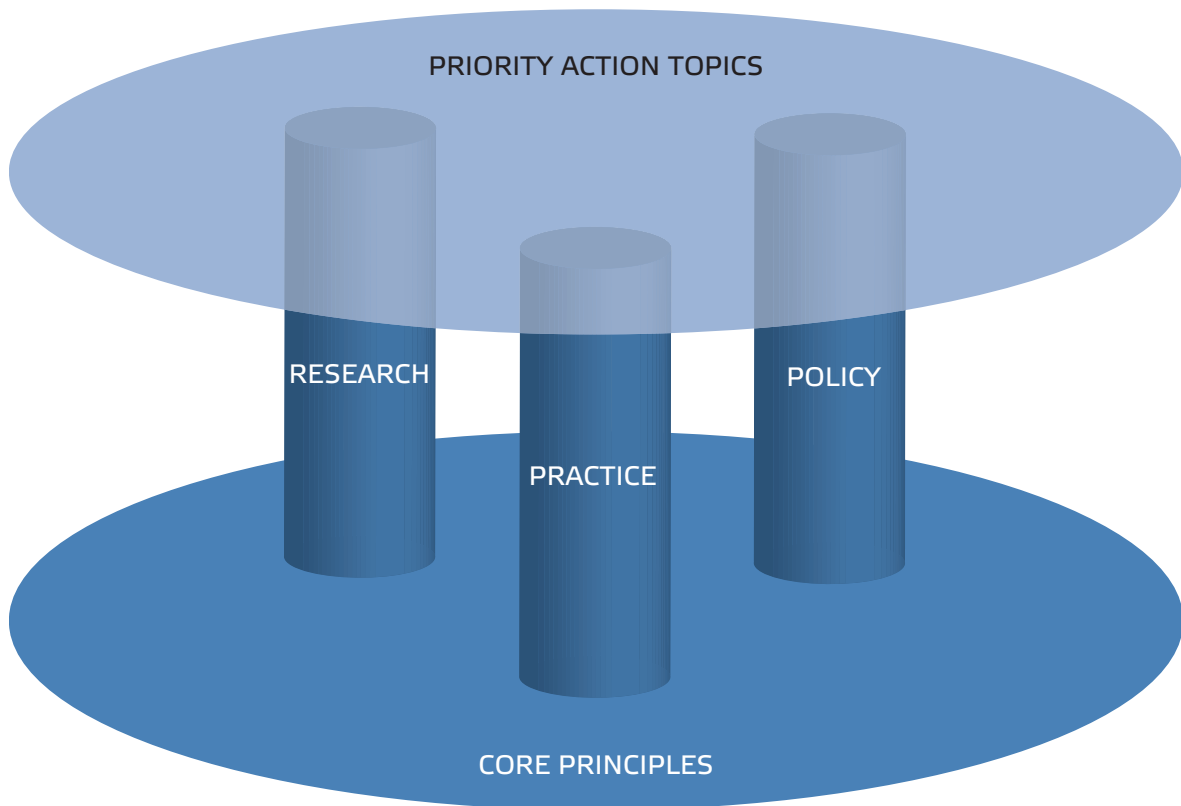 PRIORITY ACTION TOPICS
RESEARCH
POLICY
PRACTICE
CORE PRINCIPLES